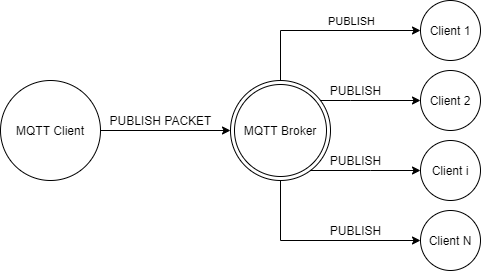 PUBLISH
Client 1
PUBLISH
Client 2
MQTT Client
PUBLISH PACKET
MQTT Broker
PUBLISH
Client i
PUBLISH
Client N